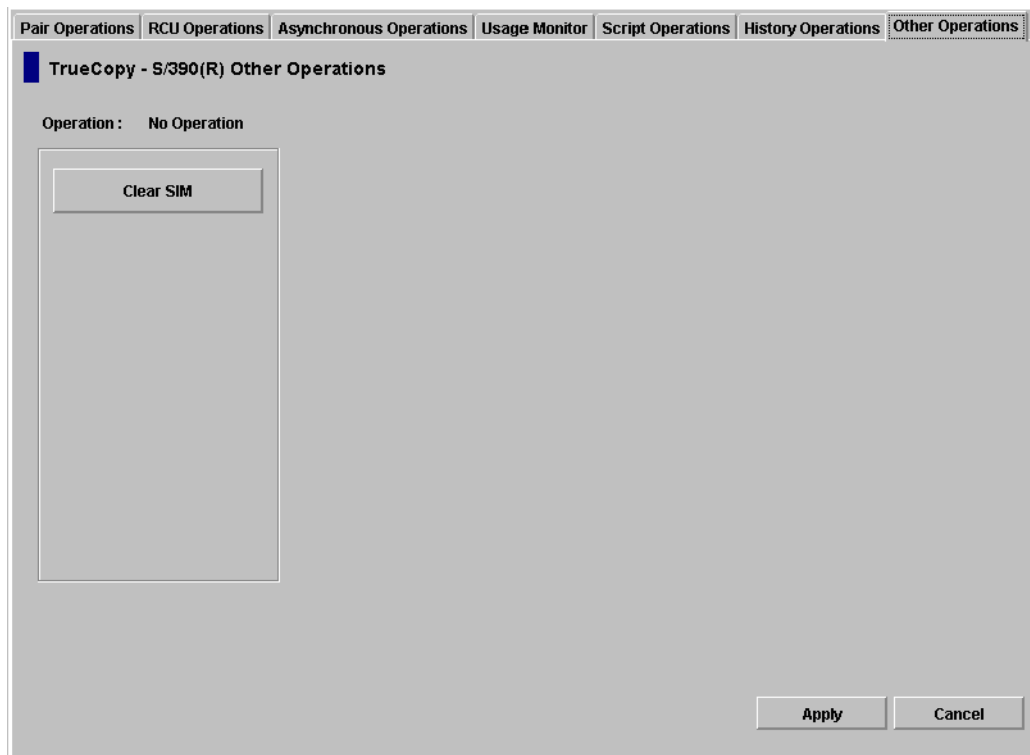 Pair Operations RCU Operations Asynchronous Operations Usage Monitor Script Operations History Operations Other Operations
TrueCopy - S/390(R) Other Operations
Operation : No Operation
Clear SIM
Apply Cancel